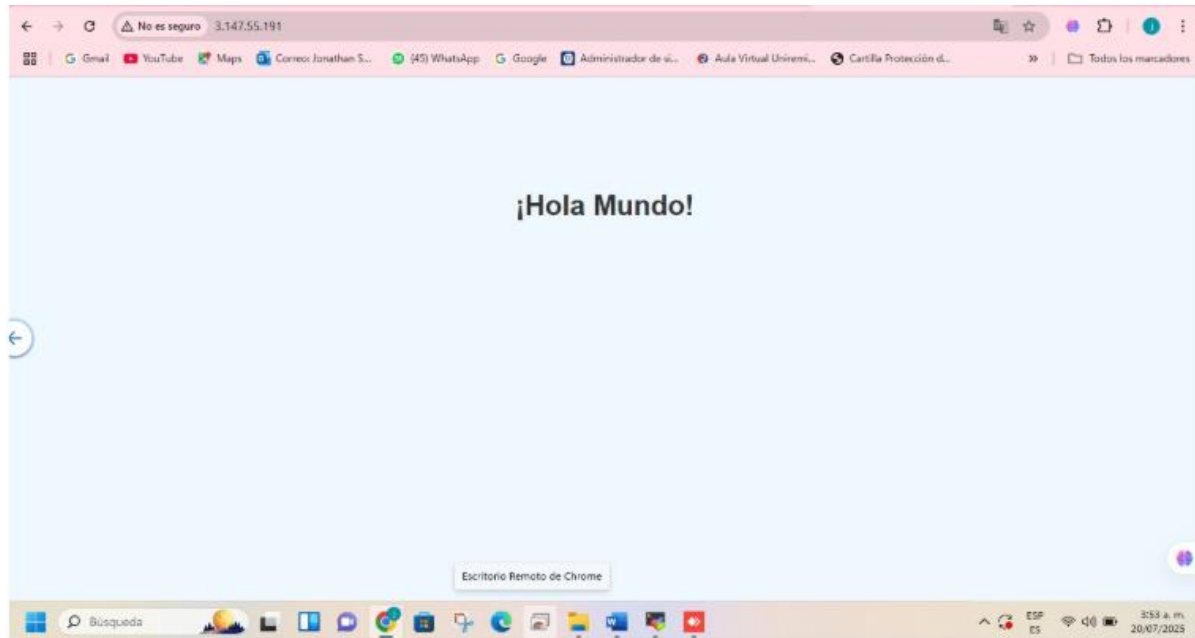 No es seguro 3.147.55.191
Gmail YouTube Maps Correo: Jonathan S... (45) WhatsApp Google Administrador de si... Aula Virtual Uniremi... Cartilla Protección d... » Todos los marcadores
¡Hola Mundo!
Escritorio Remoto de Chrome
Búsqueda
ESP
ES
3:53 a. m.
20/07/2025